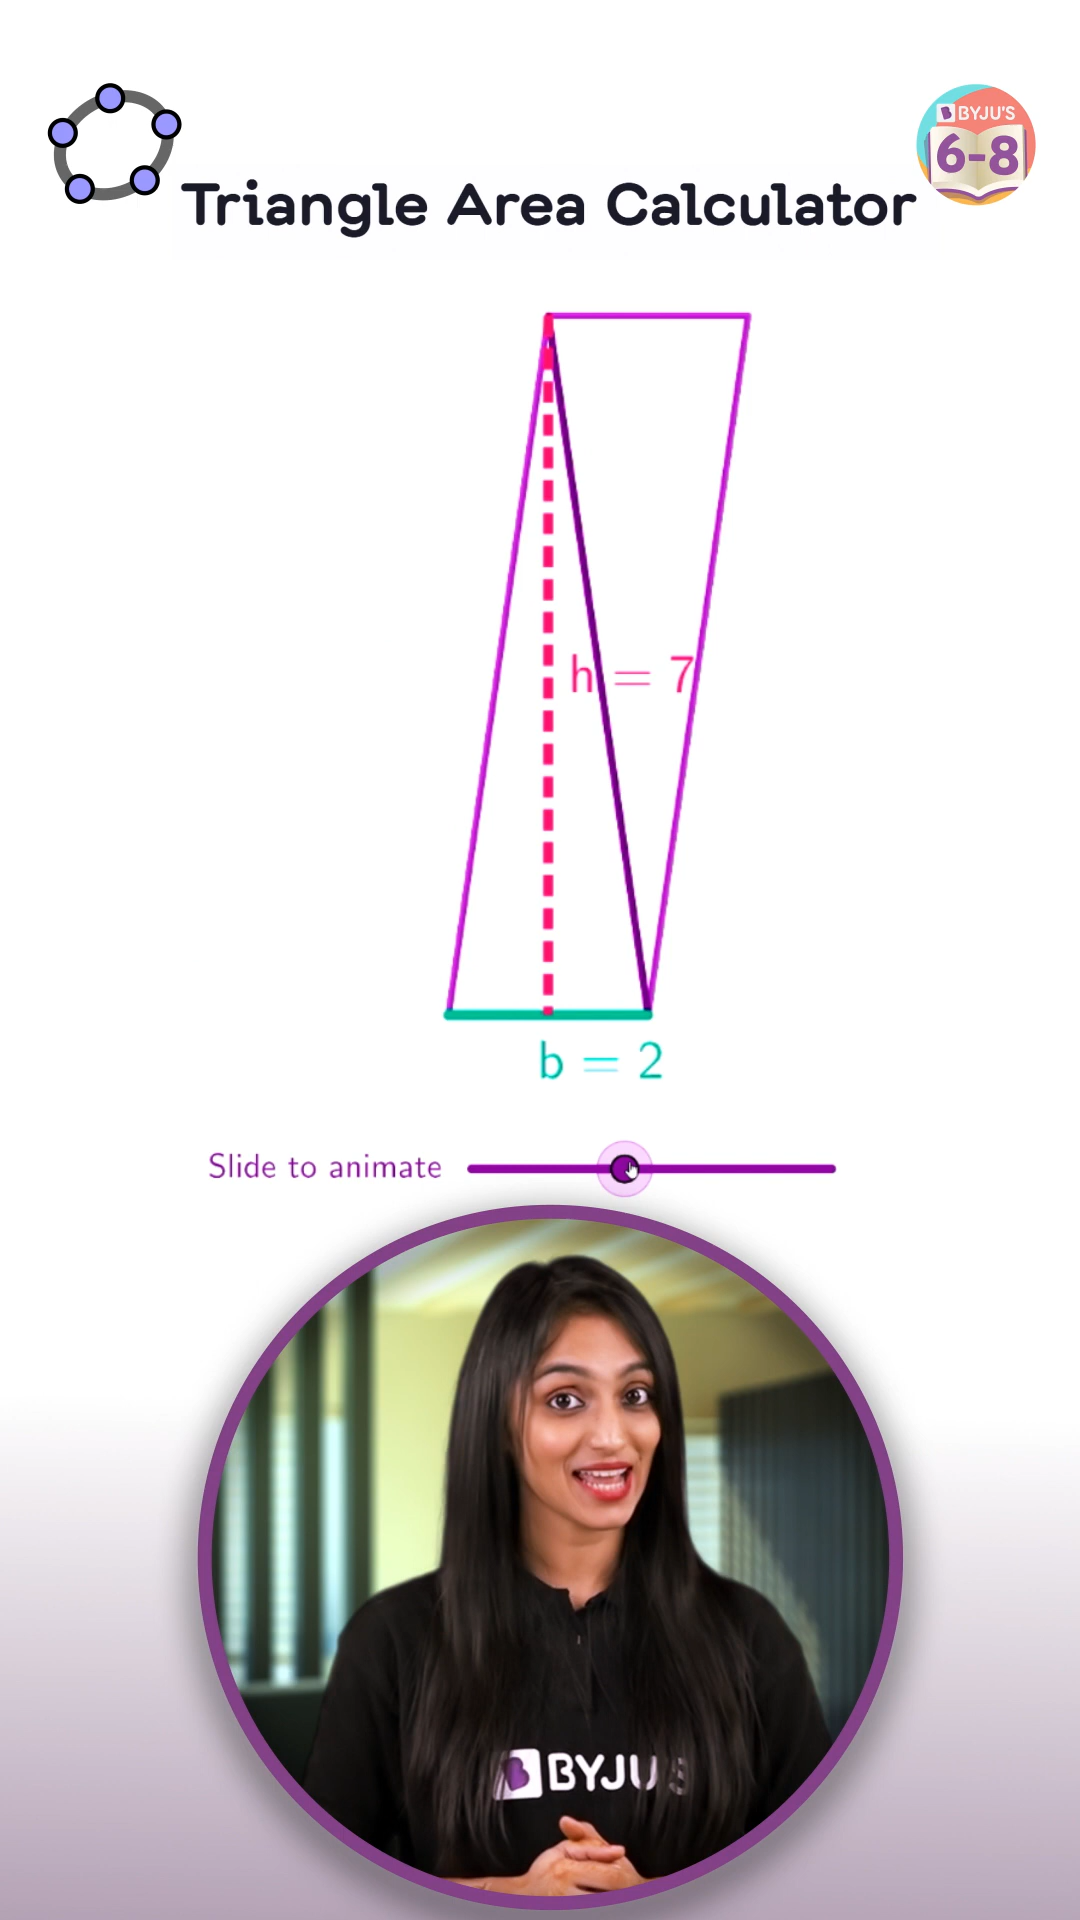 BYJU'S
6-8
Triangle Area Calculator
h = 7
b = 2
Slide to animate
BYJU'S